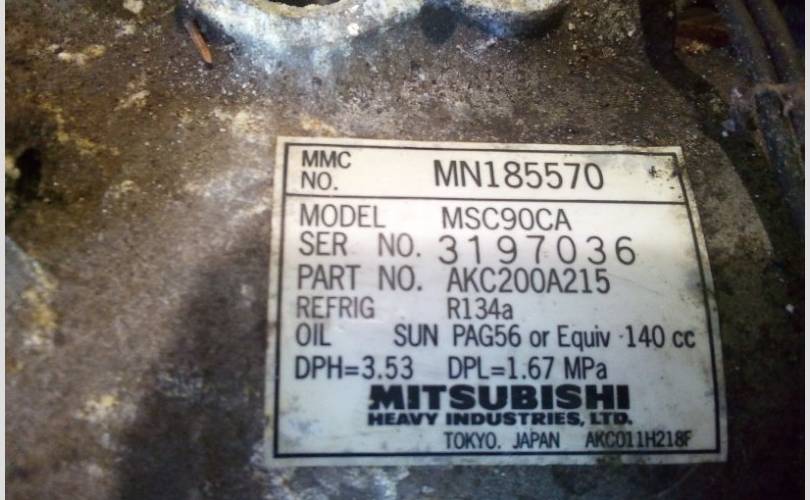 MMC
NO. MN185570
MODEL MSC90CA
SER NO. 3197036
PART NO. AKC200A215
REFRIG R134a
OIL SUN PAG56 or Equiv 140 cc
DPH=3.53 DPL=1.67 MPa
MITSUBISHI
HEAVY INDUSTRIES, LTD.
TOKYO. JAPAN AKC011H218F